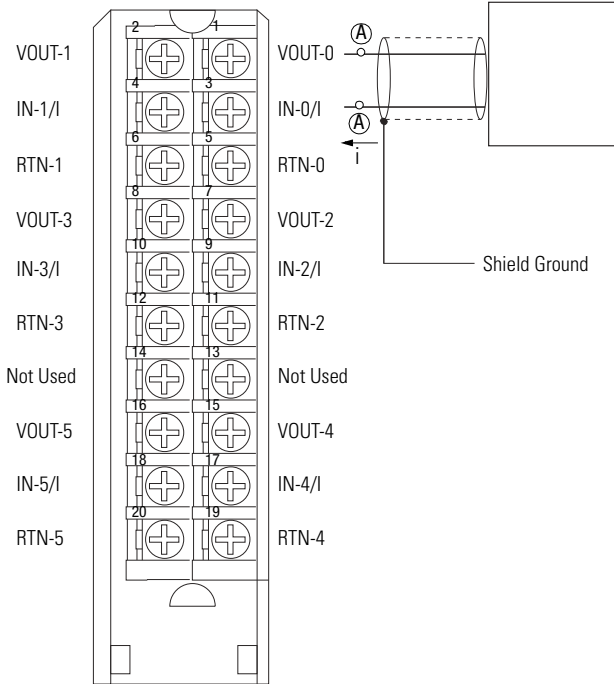 2 1
VOUT-1 VOUT-0 A
4 3
IN-1/I IN-0/I A
6 5
i
RTN-1 RTN-0
8 7
VOUT-3 VOUT-2
10 9
IN-3/I IN-2/I Shield Ground
12 11
RTN-3 RTN-2
14 13
Not Used Not Used
16 15
VOUT-5 VOUT-4
18 17
IN-5/I IN-4/I
20 19
RTN-5 RTN-4